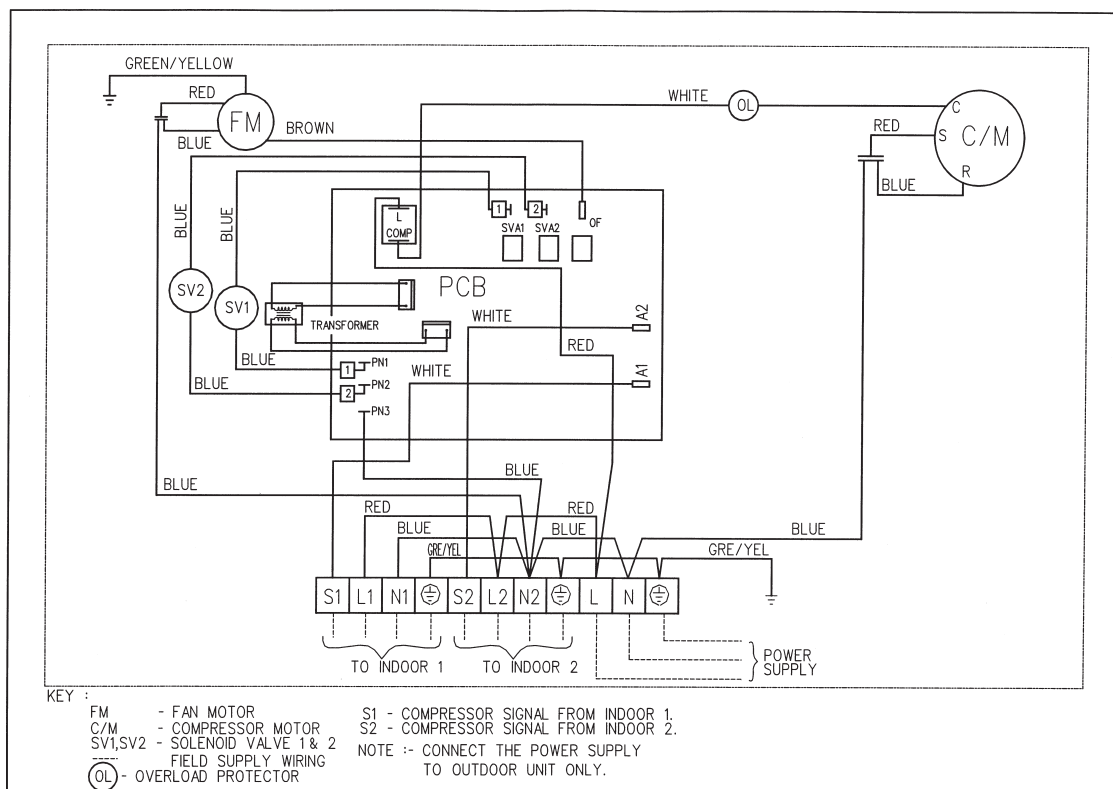 GREEN/YELLOW
RED
FM
BLUE
BROWN
WHITE
OL
C
RED
S
C/M
R
BLUE
BLUE
BLUE
L
COMP
1
2
SVA1
SVA2
OF
SV2
SV1
PCB
TRANSFORMER
WHITE
A2
RED
BLUE
1
PN1
WHITE
A1
BLUE
2
PN2
PN3
BLUE
BLUE
RED
RED
BLUE
BLUE
BLUE
GRE/YEL
GRE/YEL
S1 L1 N1 S2 L2 N2 L N
TO INDOOR 1
TO INDOOR 2
POWER
SUPPLY
KEY :
FM - FAN MOTOR
C/M - COMPRESSOR MOTOR
SV1,SV2 - SOLENOID VALVE 1 & 2
---- FIELD SUPPLY WIRING
OL - OVERLOAD PROTECTOR
S1 - COMPRESSOR SIGNAL FROM INDOOR 1.
S2 - COMPRESSOR SIGNAL FROM INDOOR 2.
NOTE :- CONNECT THE POWER SUPPLY
TO OUTDOOR UNIT ONLY.